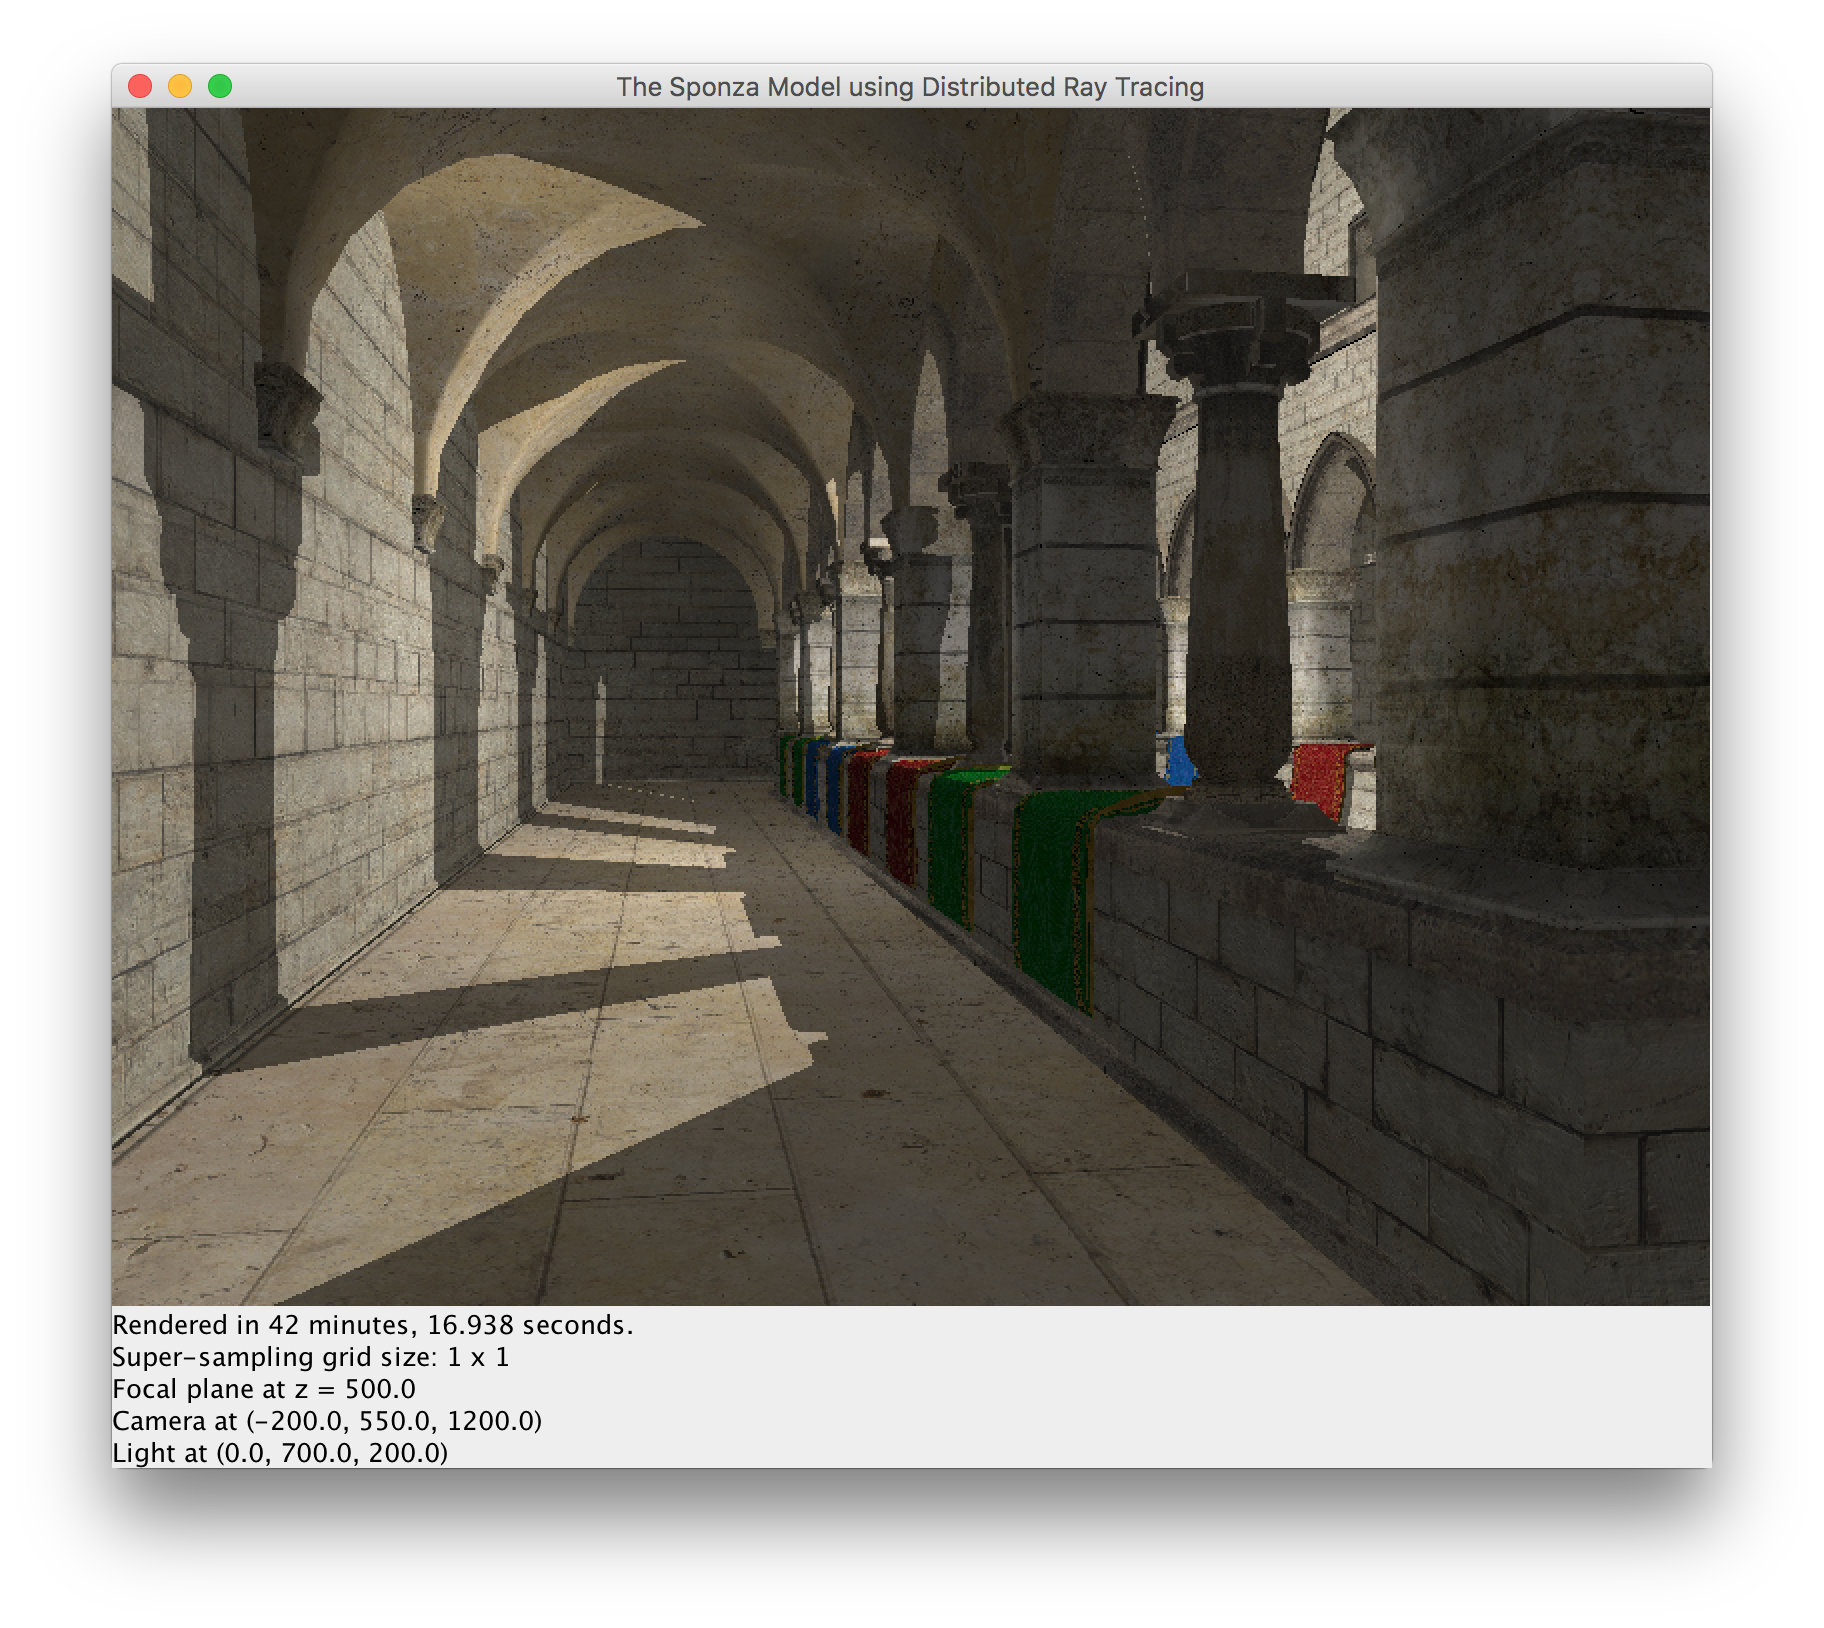 The Sponza Model using Distributed Ray Tracing
Rendered in 42 minutes, 16.938 seconds.
Super-sampling grid size: 1 x 1
Focal plane at z = 500.0
Camera at (-200.0, 550.0, 1200.0)
Light at (0.0, 700.0, 200.0)